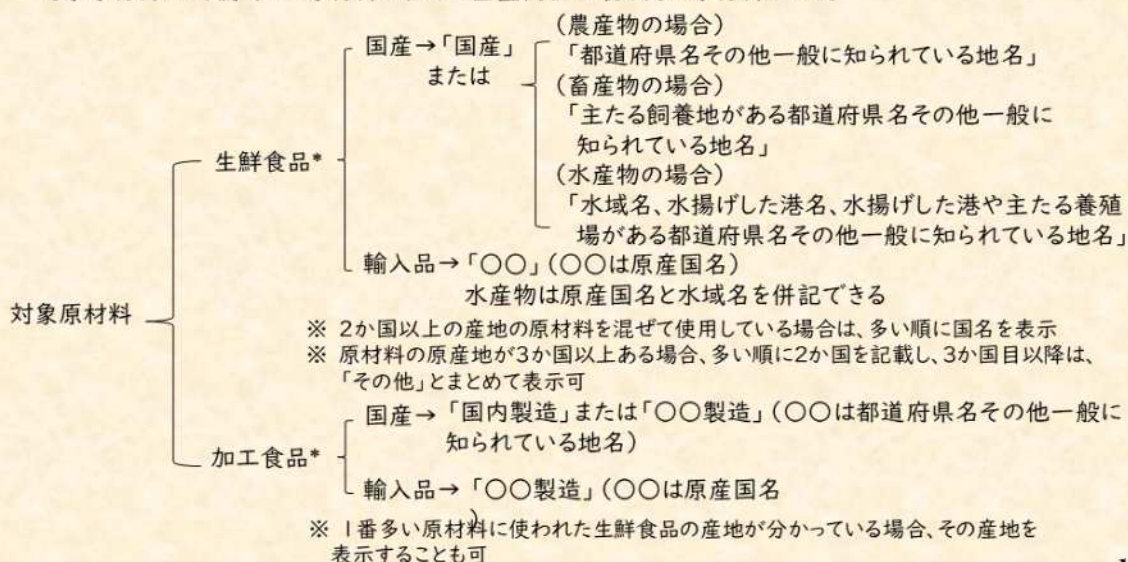 (農産物の場合)
国産→「国産」
または
「都道府県名その他一般に知られている地名」
(畜産物の場合)
「主たる飼養地がある都道府県名その他一般に
知られている地名」
生鮮食品*
(水産物の場合)
「水域名、水揚げした港名、水揚げした港や主たる養殖
場がある都道府県名その他一般に知られている地名」
輸入品→「〇〇」(〇〇は原産国名)
水産物は原産国名と水域名を併記できる
対象原材料
※ 2か国以上の産地の原材料を混ぜて使用している場合は、多い順に国名を表示
※ 原材料の原産地が3か国以上ある場合、多い順に2か国を記載し、3か国目以降は、
「その他」とまとめて表示可
国産→「国内製造」または「〇〇製造」(〇〇は都道府県名その他一般に
知られている地名)
加工食品*
輸入品→「〇〇製造」(〇〇は原産国名
)
※ 1番多い原材料に使われた生鮮食品の産地が分かっている場合、その産地を
表示することも可